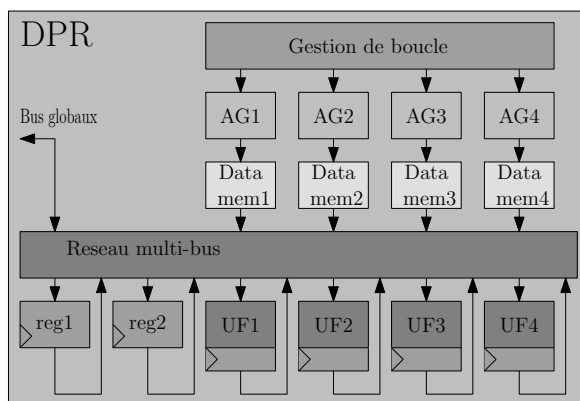 DPR
Gestion de boucle
Bus globaux
AG1 AG2 AG3 AG4
Data Data Data Data
mem1 mem2 mem3 mem4
Reseau multi-bus
reg1 reg2 UF1 UF2 UF3 UF4